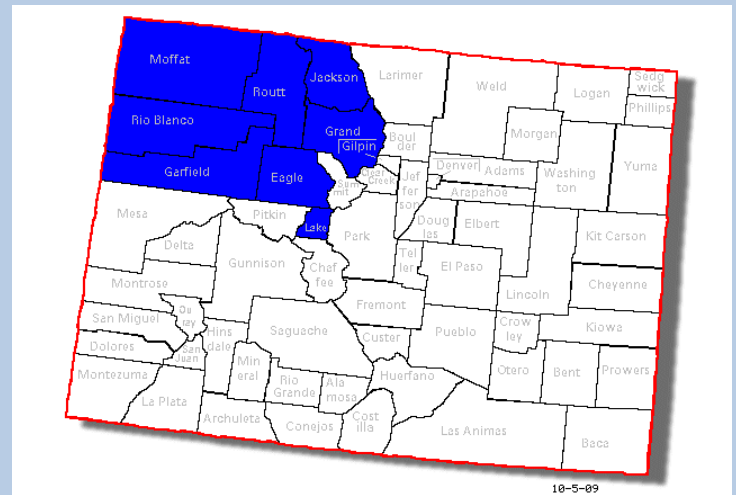 Moffat
Routt
Jackson
Larimer
Weld
Logan
Sedg
wick
Phillips
Rio Blanco
Grand
Gilpin
Boul
der
Morgan
Washing
ton
Yuma
Garfield
Eagle
Sum
mit
Clear
Creek
Jef
fer
son
Denver
Adams
Arapahoe
Mesa
Pitkin
Lake
Park
Doug
las
Elbert
Kit Carson
Delta
Gunnison
Chaf
fee
Tel
ler
El Paso
Lincoln
Cheyenne
Montrose
Ou
ray
Fremont
San Miguel
Hins
dale
Saguache
Custer
Pueblo
Crow
ley
Kiowa
Dolores
San
Juan
Montezuma
Min
eral
Rio
Grande
Ala
mosa
Huerfano
Otero
Bent
Prowers
La Plata
Archuleta
Conejos
Cost
illa
Las Animas
Baca
10-5-09